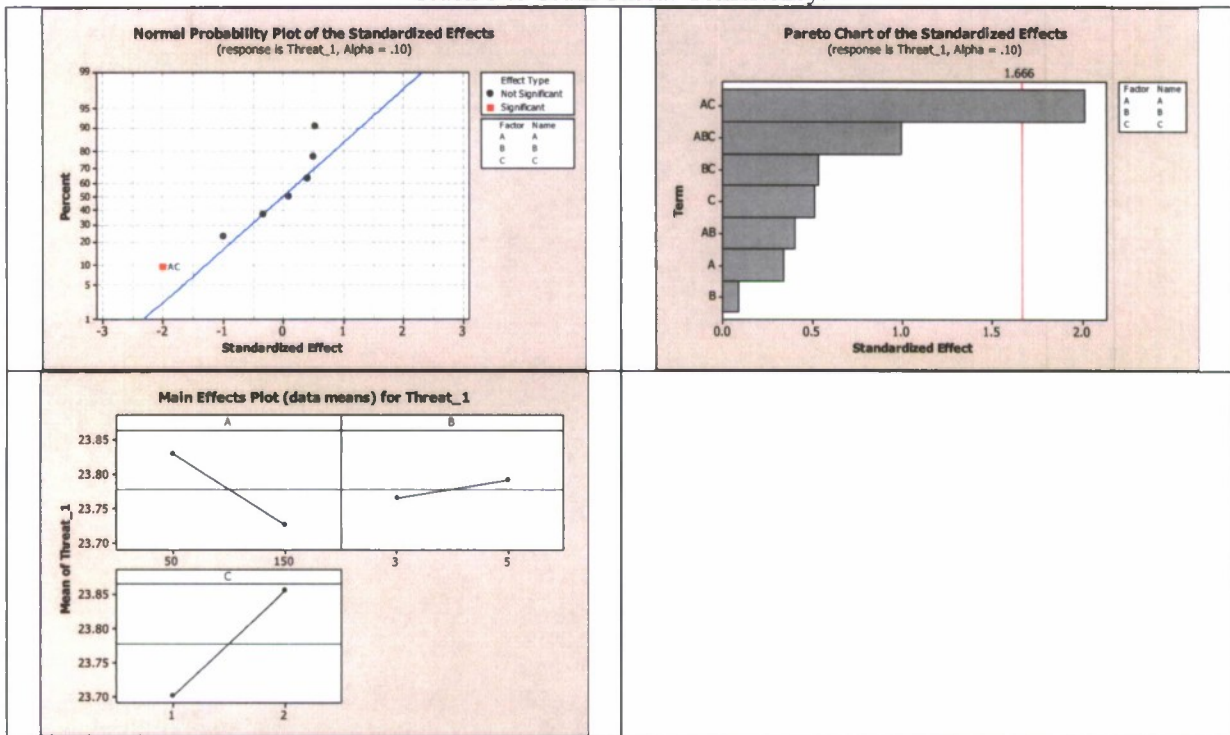 Normal Probability Plot of the Standardized Effects
(response is Threat_1, Alpha = .10)
99
95
90
80
70
60
50
40
30
20
10
5
1
Percent
AC
-3 -2 -1 0 1 2 3
Standardized Effect
Effect Type
Not Significant
Significant
Factor Name
A A
B B
C C
Pareto Chart of the Standardized Effects
(response is Threat_1, Alpha = .10)
1.666
Term
AC
ABC
BC
C
AB
A
B
0.0 0.5 1.0 1.5 2.0
Standardized Effect
Factor Name
A A
B B
C C
Main Effects Plot (data means) for Threat_1
Mean of Threat_1
A B
23.85
23.80
23.75
23.70
50 150 3 5
C
23.85
23.80
23.75
23.70
1 2